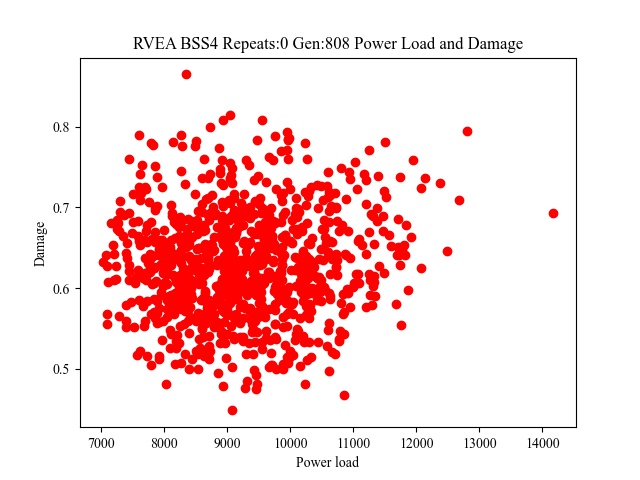 RVEA BSS4 Repeats:0 Gen:808 Power Load and Damage
0.8
0.7
0.6
0.5
Damage
7000 8000 9000 10000 11000 12000 13000 14000
Power load